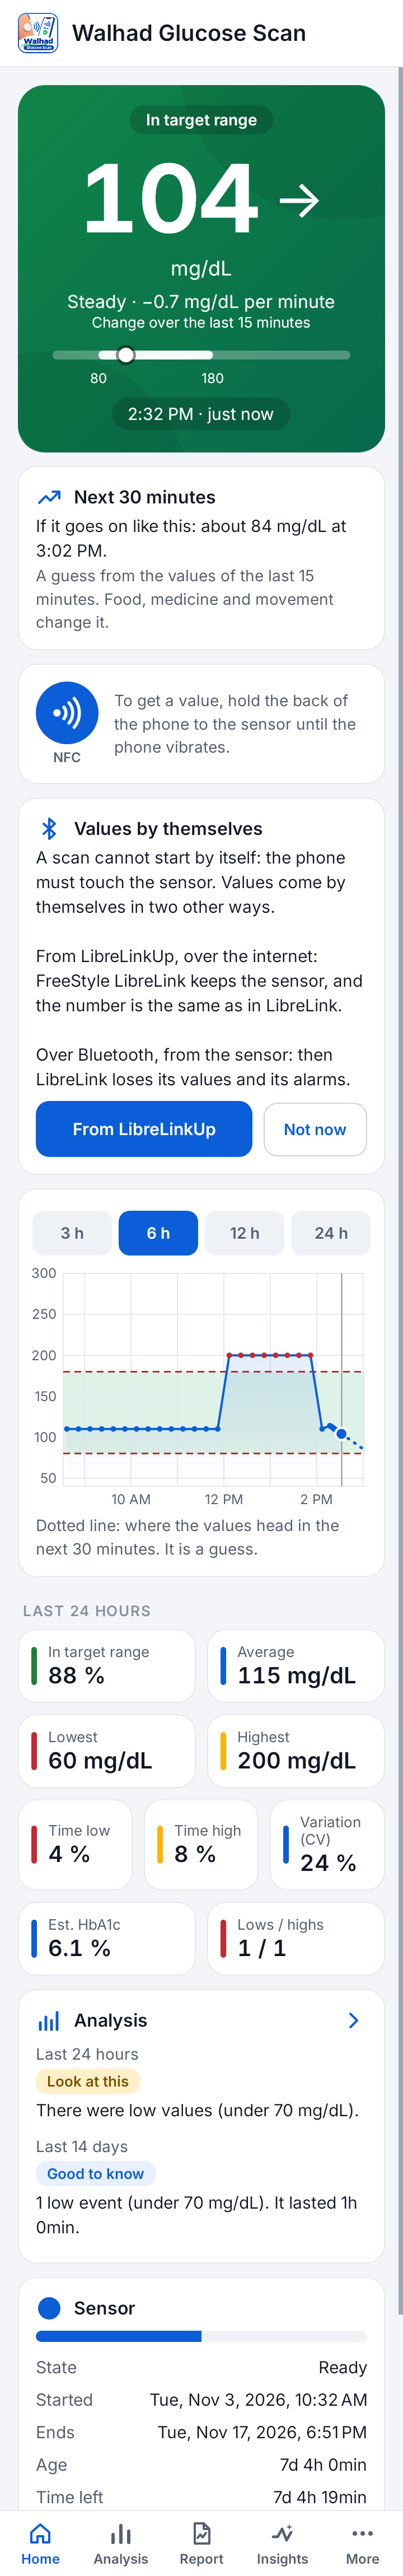 Walhad
Glucose Scan
Walhad Glucose Scan
In target range
104 →
mg/dL
Steady · −0.7 mg/dL per minute
Change over the last 15 minutes
80 180
2:32 PM · just now
Next 30 minutes
If it goes on like this: about 84 mg/dL at
3:02 PM.
A guess from the values of the last 15
minutes. Food, medicine and movement
change it.
To get a value, hold the back of
the phone to the sensor until the
phone vibrates.
NFC
Values by themselves
A scan cannot start by itself: the phone
must touch the sensor. Values come by
themselves in two other ways.
From LibreLinkUp, over the internet:
FreeStyle LibreLink keeps the sensor, and
the number is the same as in LibreLink.
Over Bluetooth, from the sensor: then
LibreLink loses its values and its alarms.
From LibreLinkUp Not now
3 h 6 h 12 h 24 h
300
250
200
150
100
50
10 AM 12 PM 2 PM
Dotted line: where the values head in the
next 30 minutes. It is a guess.
LAST 24 HOURS
In target range
88 %
Average
115 mg/dL
Lowest
60 mg/dL
Highest
200 mg/dL
Time low
4 %
Time high
8 %
Variation
(CV)
24 %
Est. HbA1c
6.1 %
Lows / highs
1 / 1
Analysis
Last 24 hours
Look at this
There were low values (under 70 mg/dL).
Last 14 days
Good to know
1 low event (under 70 mg/dL). It lasted 1h
0min.
Sensor
State Ready
Started Tue, Nov 3, 2026, 10:32 AM
Ends Tue, Nov 17, 2026, 6:51 PM
Age 7d 4h 0min
Time left 7d 4h 19min
Home Analysis Report Insights More